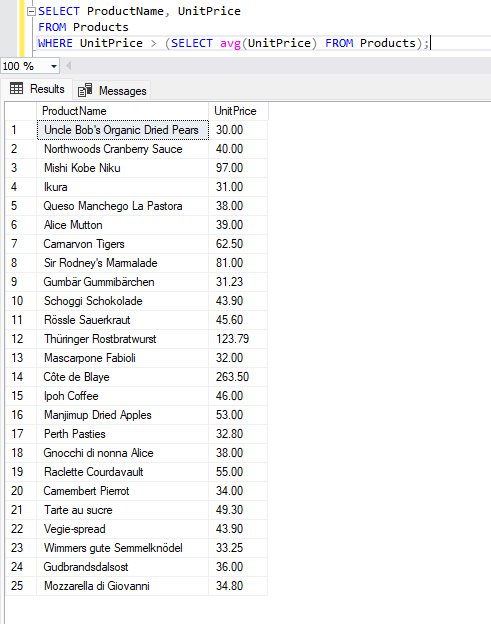 SELECT ProductName, UnitPrice
FROM Products
WHERE UnitPrice > (SELECT avg(UnitPrice) FROM Products);
100 %
Results Messages
ProductName UnitPrice
1 Uncle Bob's Organic Dried Pears 30.00
2 Northwoods Cranberry Sauce 40.00
3 Mishi Kobe Niku 97.00
4 Ikura 31.00
5 Queso Manchego La Pastora 38.00
6 Alice Mutton 39.00
7 Carnarvon Tigers 62.50
8 Sir Rodney's Marmalade 81.00
9 Gumbär Gummibärchen 31.23
10 Schoggi Schokolade 43.90
11 Rössle Sauerkraut 45.60
12 Thüringer Rostbratwurst 123.79
13 Mascarpone Fabioli 32.00
14 Côte de Blaye 263.50
15 Ipoh Coffee 46.00
16 Manjimup Dried Apples 53.00
17 Perth Pasties 32.80
18 Gnocchi di nonna Alice 38.00
19 Raclette Courdavault 55.00
20 Camembert Pierrot 34.00
21 Tarte au sucre 49.30
22 Vegie-spread 43.90
23 Wimmers gute Semmelknödel 33.25
24 Gudbrandsdalsost 36.00
25 Mozzarella di Giovanni 34.80